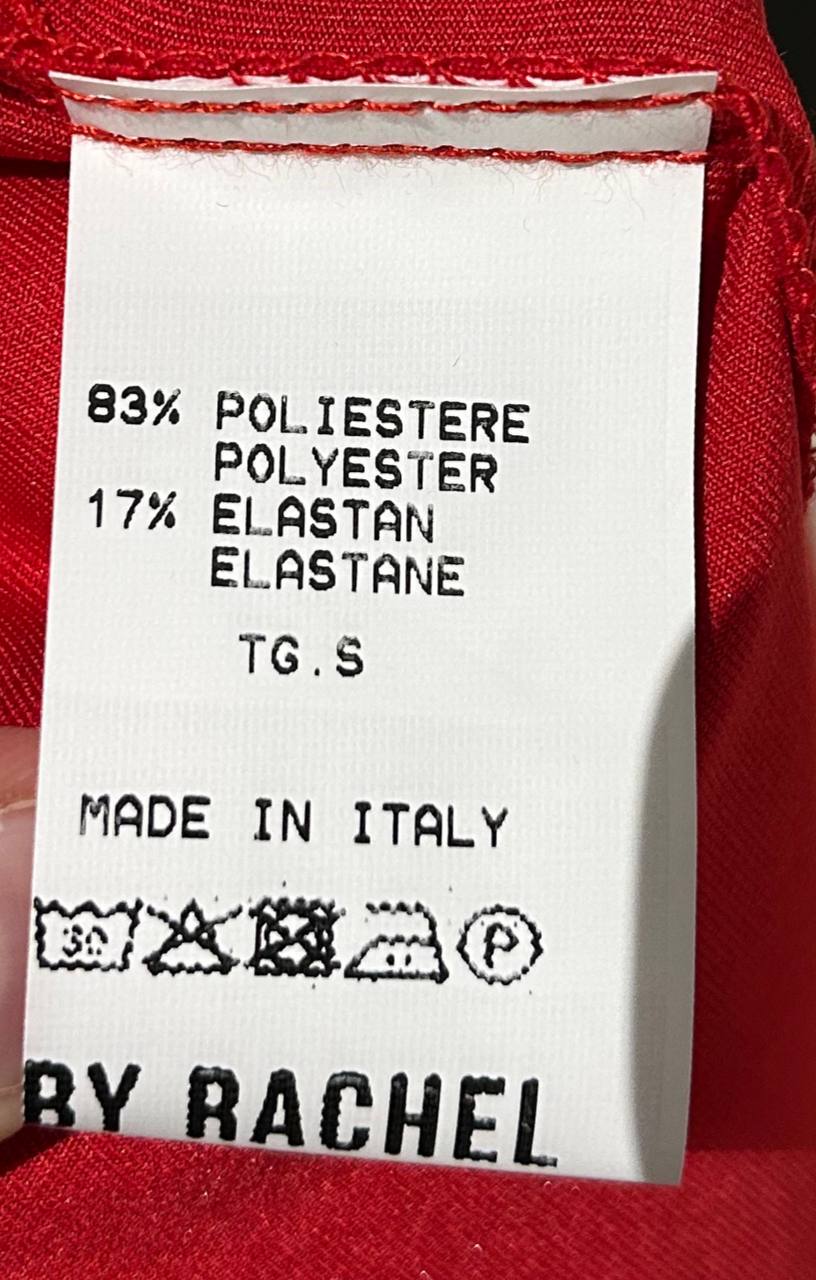 83% POLIESTERE
POLYESTER
17% ELASTAN
ELASTANE
TG.S
MADE IN ITALY
30 P
BY RACHEL